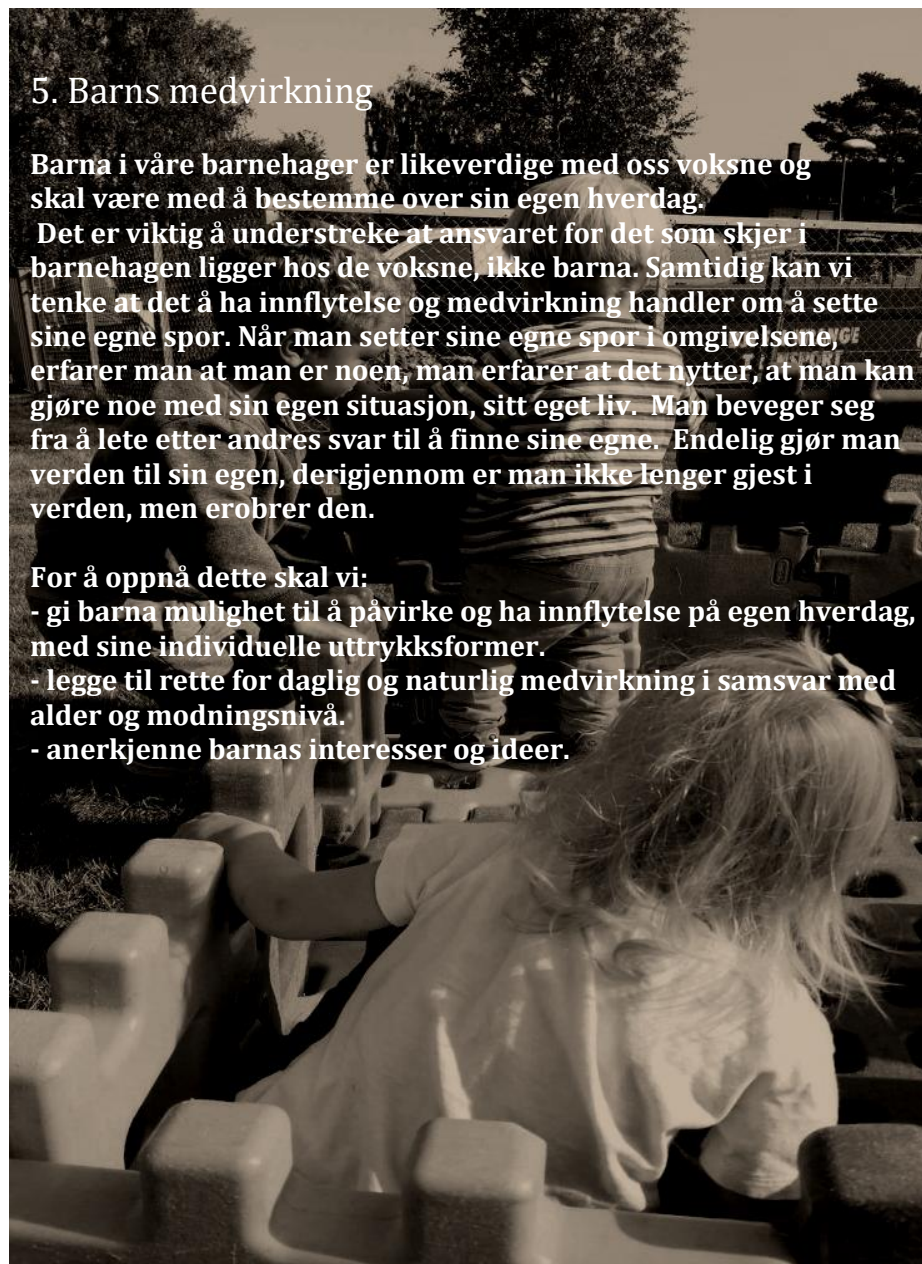 5. Barns medvirkning
Barna i våre barnehager er likeverdige med oss voksne og
skal være med å bestemme over sin egen hverdag.
Det er viktig å understreke at ansvaret for det som skjer i
barnehagen ligger hos de voksne, ikke barna. Samtidig kan vi
tenke at det å ha innflytelse og medvirkning handler om å sette
sine egne spor. Når man setter sine egne spor i omgivelsene,
erfarer man at man er noen, man erfarer at det nytter, at man kan
gjøre noe med sin egen situasjon, sitt eget liv. Man beveger seg
fra å lete etter andres svar til å finne sine egne. Endelig gjør man
verden til sin egen, derigjennom er man ikke lenger gjest i
verden, men erobrer den.
For å oppnå dette skal vi:
- gi barna mulighet til å påvirke og ha innflytelse på egen hverdag,
med sine individuelle uttrykksformer.
- legge til rette for daglig og naturlig medvirkning i samsvar med
alder og modningsnivå.
- anerkjenne barnas interesser og ideer.